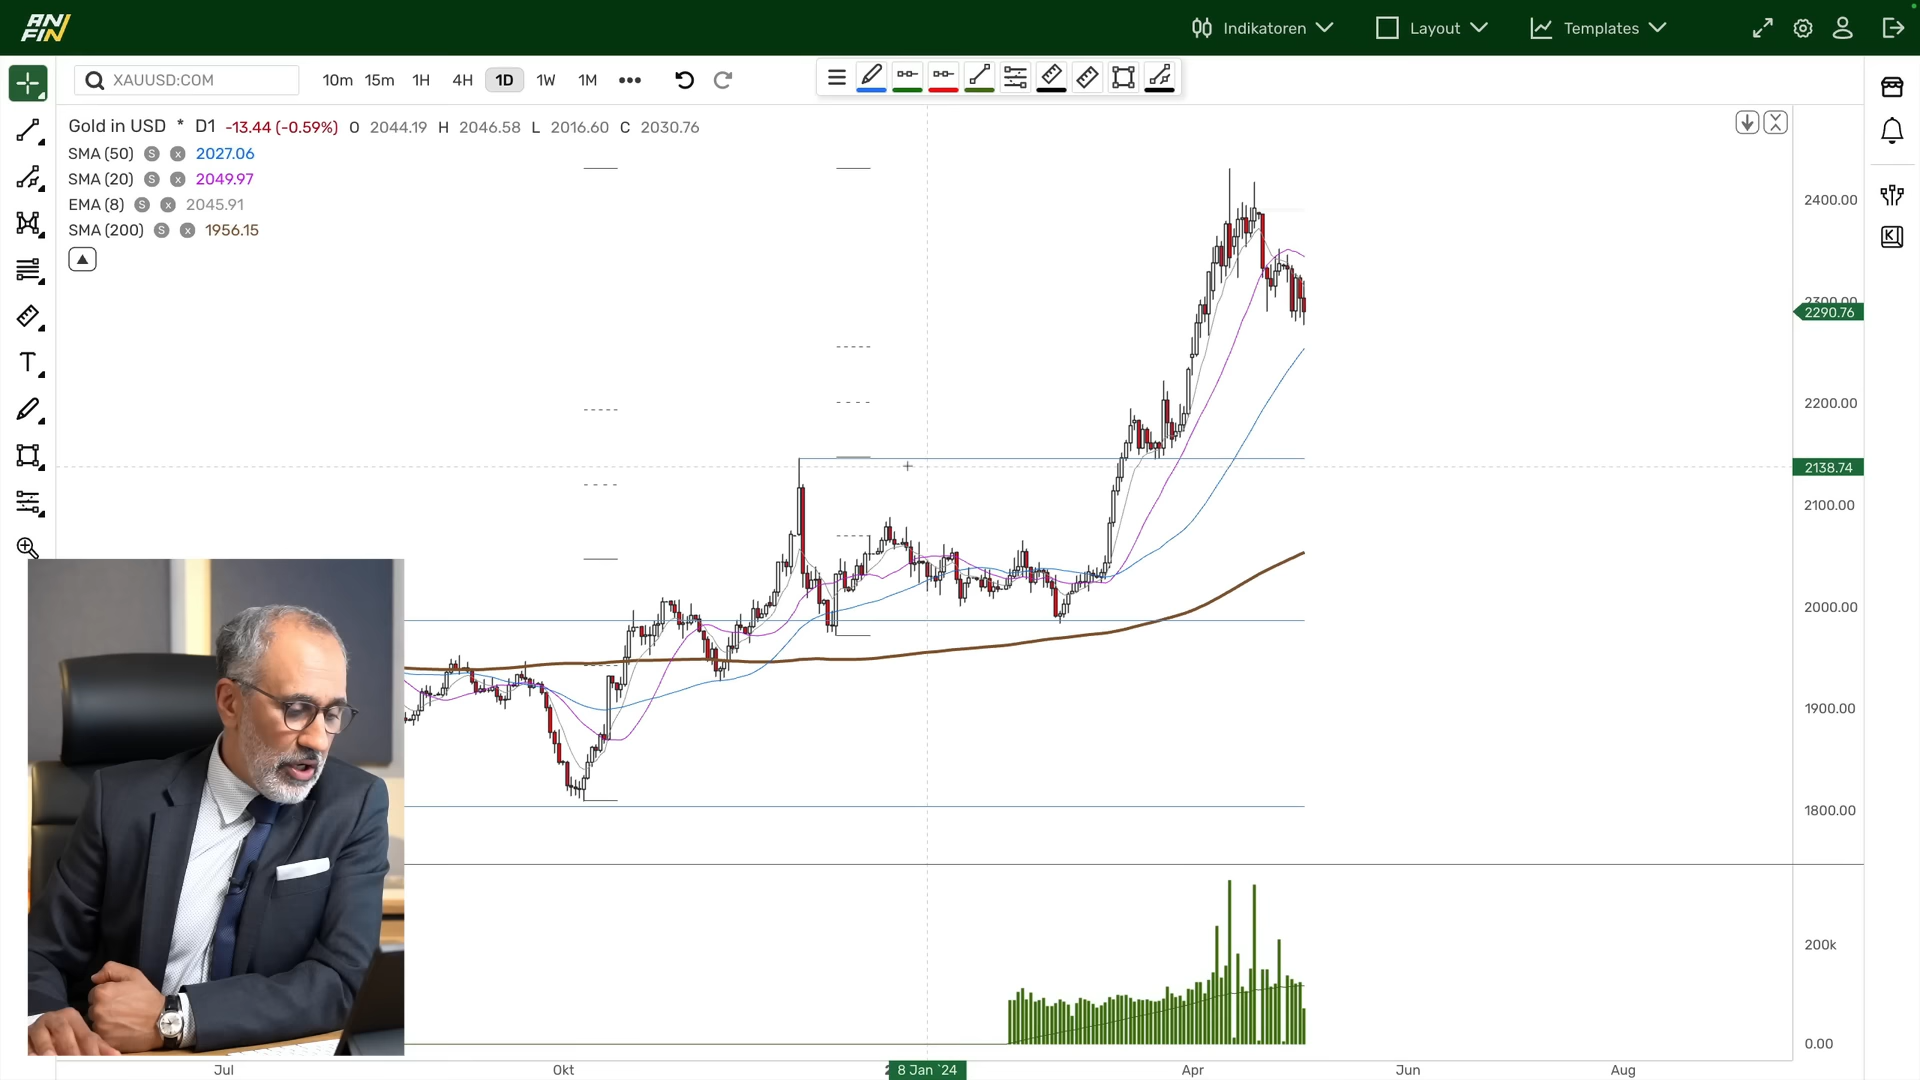 ANFIN
Indikatoren
Layout
Templates
XAUUSD:COM
10m 15m 1H 4H 1D 1W 1M
Gold in USD * D1 -13.44 (-0.59%) O 2044.19 H 2046.58 L 2016.60 C 2030.76
SMA (50) S x 2027.06
SMA (20) S x 2049.97
EMA (8) S x 2045.91
SMA (200) S x 1956.15
2400.00
2300.00
2290.76
2200.00
2138.74
2100.00
2000.00
1900.00
1800.00
200k
0.00
Jul Okt 8 Jan `24 Apr Jun Aug